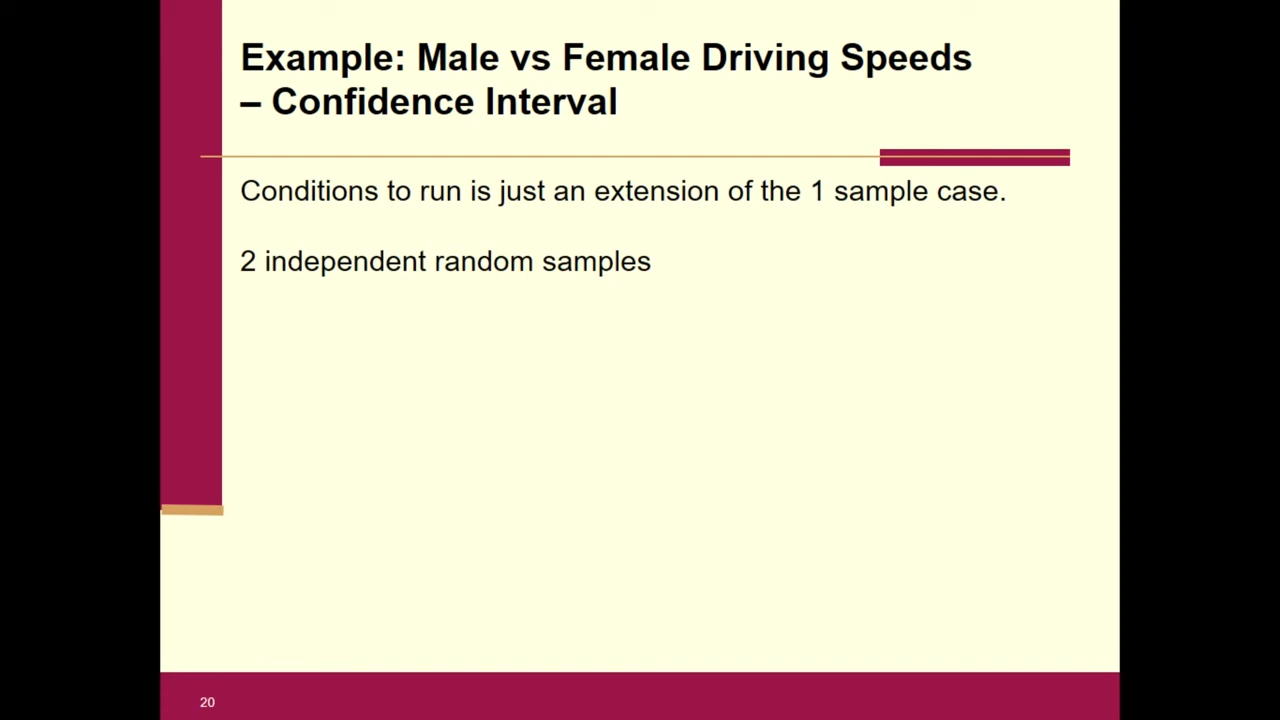 Example: Male vs Female Driving Speeds
– Confidence Interval
Conditions to run is just an extension of the 1 sample case.
2 independent random samples
20